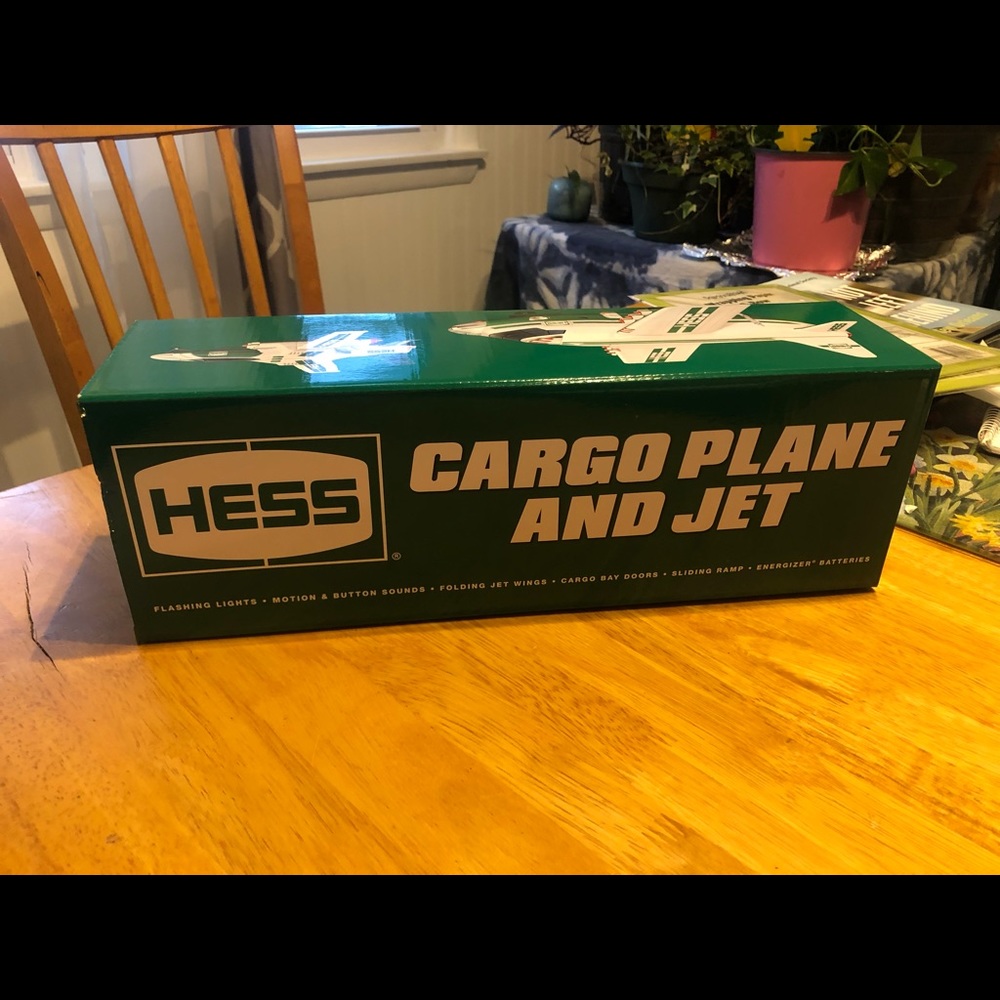 HESS
®
CARGO PLANE
AND JET
FLASHING LIGHTS • MOTION & BUTTON SOUNDS • FOLDING JET WINGS • CARGO BAY DOORS • SLIDING RAMP • ENERGIZER® BATTERIES